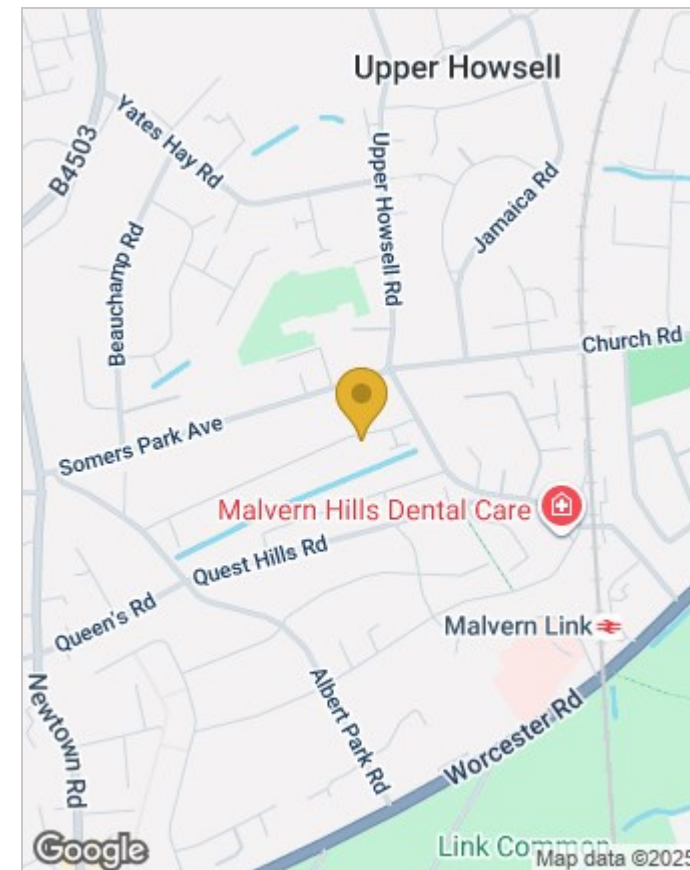 Upper Howsell
Yates Hay Rd
B4503
Upper Howsell Rd
Jamaica Rd
Beauchamp Rd
Church Rd
Somers Park Ave
Malvern Hills Dental Care
Quest Hills Rd
Queen's Rd
Malvern Link
Albert Park Rd
Newtown Rd
Worcester Rd
Link Common
Google
Map data ©2025